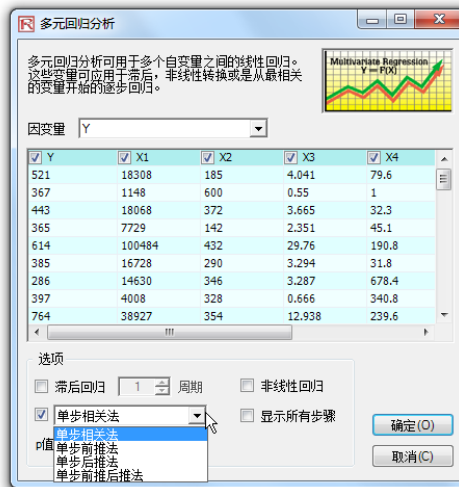 多元回归分析
多元回归分析可用于多个自变量之间的线性回归。
这些变量可应用于滞后，非线性转换或是从最相关
的变量开始的逐步回归。
Multivariate Regression
Y = F(X)
因变量 Y
Y X1 X2 X3 X4
521 18308 185 4.041 79.6
367 1148 600 0.55 1
443 18068 372 3.665 32.3
365 7729 142 2.351 45.1
614 100484 432 29.76 190.8
385 16728 290 3.294 31.8
286 14630 346 3.287 678.4
397 4008 328 0.666 340.8
764 38927 354 12.938 239.6
选项
滞后回归 1 周期 非线性回归
单步相关法 显示所有步骤
单步相关法
p值
单步前推法
单步后推法
单步前推后推法
确定(O)
取消(C)